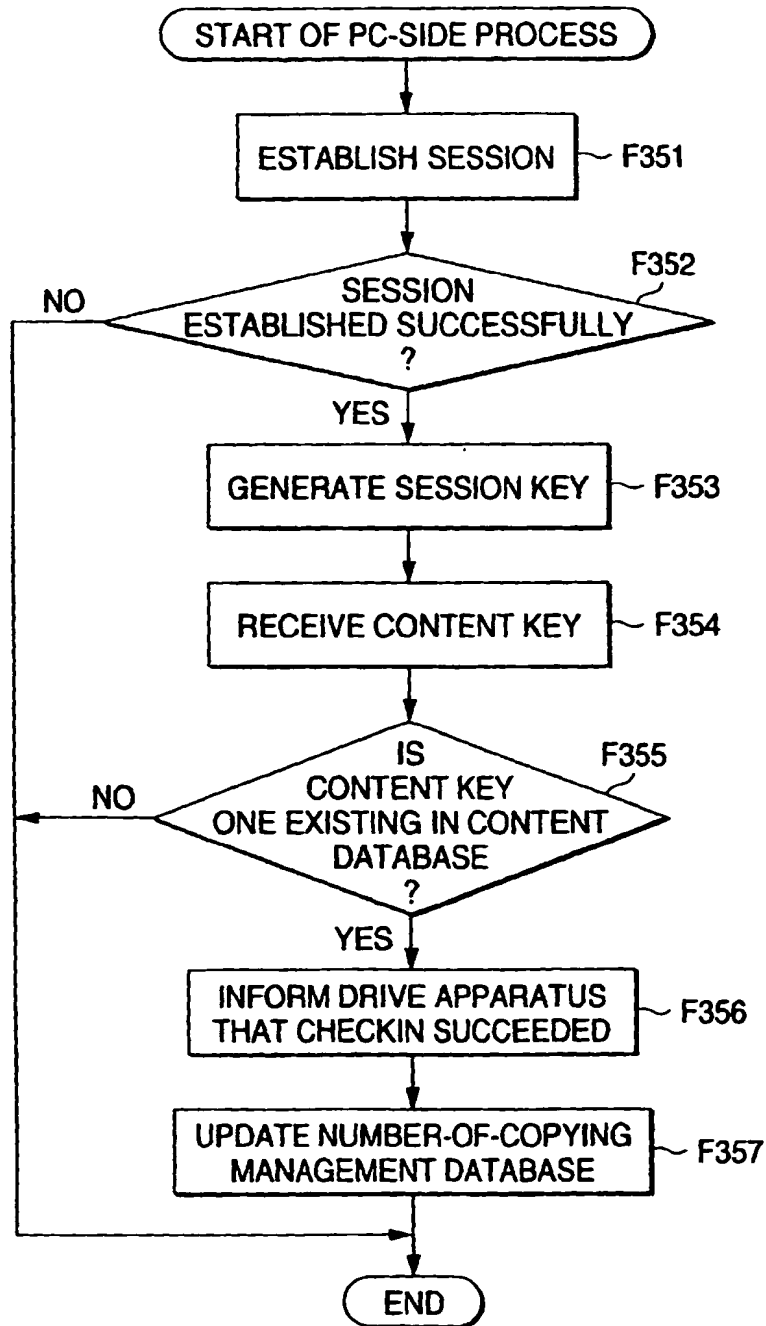 START OF PC-SIDE PROCESS
ESTABLISH SESSION
F351
F352
SESSION
ESTABLISHED SUCCESSFULLY
?
NO
YES
GENERATE SESSION KEY
F353
RECEIVE CONTENT KEY
F354
F355
IS
CONTENT KEY
ONE EXISTING IN CONTENT
DATABASE
?
NO
YES
INFORM DRIVE APPARATUS
THAT CHECKIN SUCCEEDED
F356
UPDATE NUMBER-OF-COPYING
MANAGEMENT DATABASE
F357
END